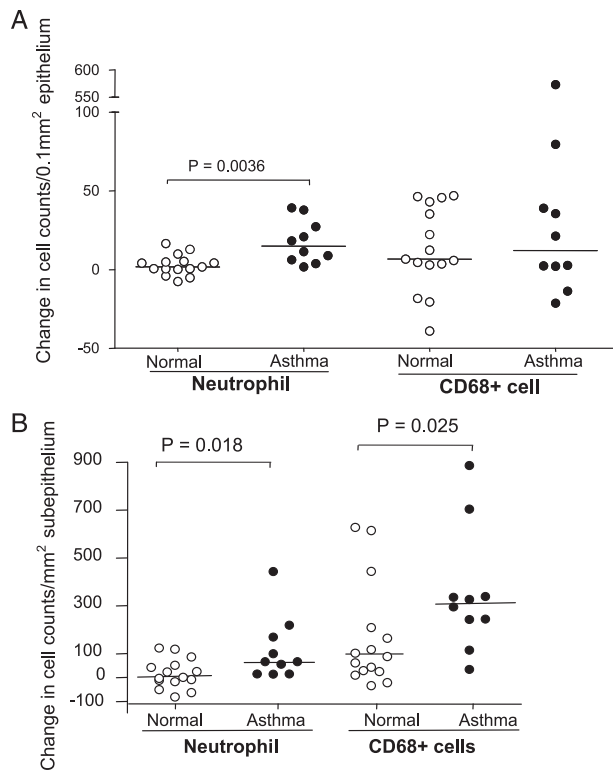 A
Change in cell counts/0.1mm² epithelium
600
550
100
50
0
-50
P = 0.0036
Normal Asthma Normal Asthma
Neutrophil CD68+ cell
B
Change in cell counts/mm² subepithelium
900
700
500
300
100
0
-100
P = 0.018
P = 0.025
Normal Asthma Normal Asthma
Neutrophil CD68+ cells